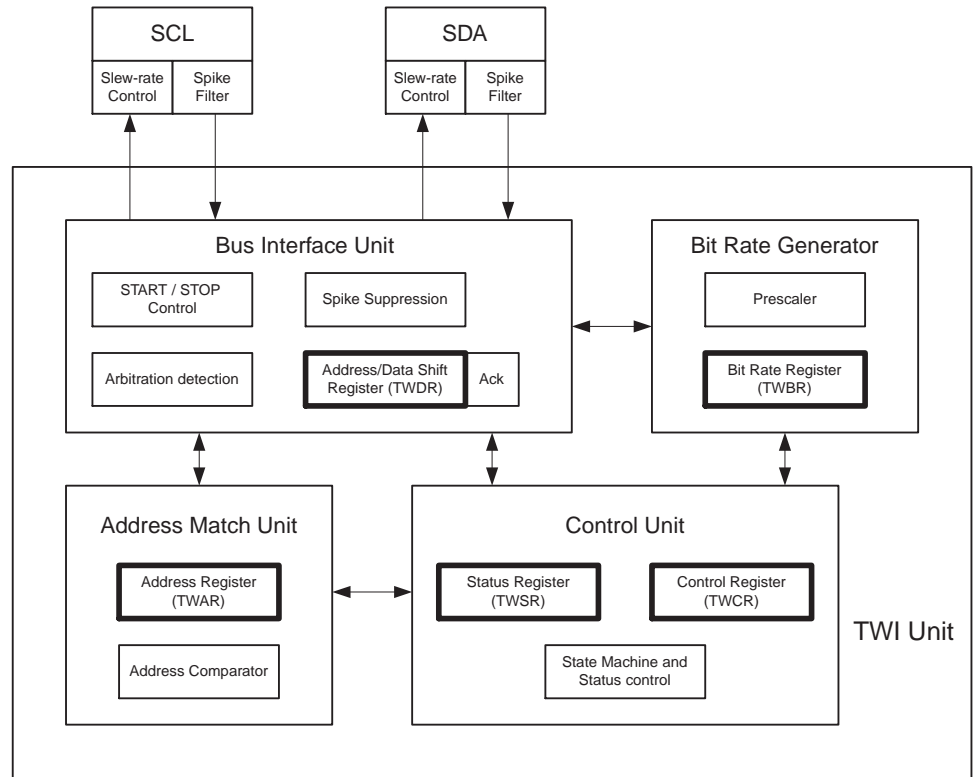 SCL
Slew-rate
Control
Spike
Filter
SDA
Slew-rate
Control
Spike
Filter
Bus Interface Unit
START / STOP
Control
Spike Suppression
Arbitration detection
Address/Data Shift
Register (TWDR)
Ack
Bit Rate Generator
Prescaler
Bit Rate Register
(TWBR)
Address Match Unit
Address Register
(TWAR)
Address Comparator
Control Unit
Status Register
(TWSR)
Control Register
(TWCR)
State Machine and
Status control
TWI Unit